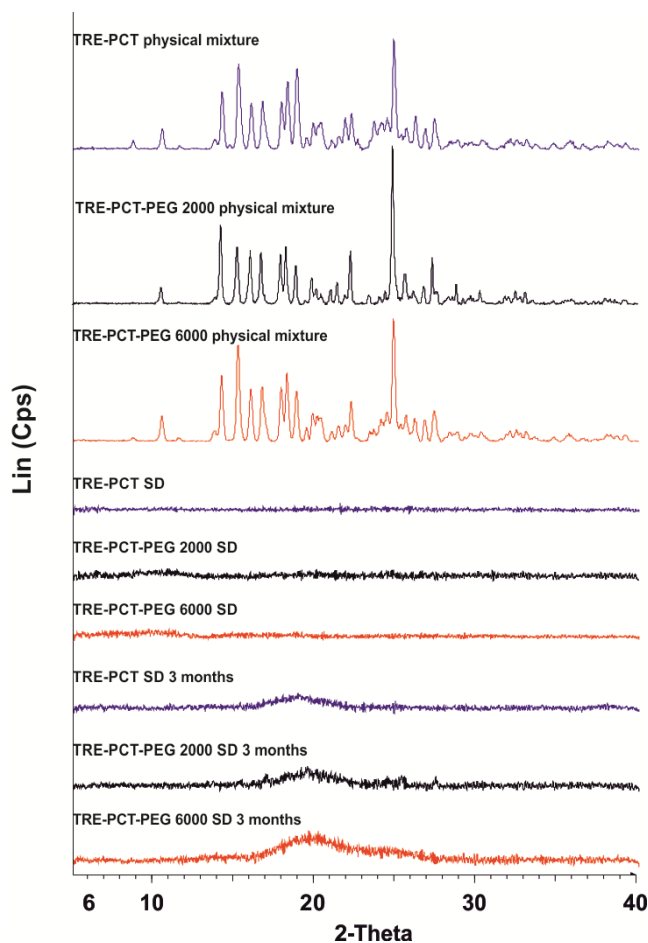 TRE-PCT physical mixture
TRE-PCT-PEG 2000 physical mixture
TRE-PCT-PEG 6000 physical mixture
Lin (Cps)
TRE-PCT SD
TRE-PCT-PEG 2000 SD
TRE-PCT-PEG 6000 SD
TRE-PCT SD 3 months
TRE-PCT-PEG 2000 SD 3 months
TRE-PCT-PEG 6000 SD 3 months
6 10 20 30 40
2-Theta